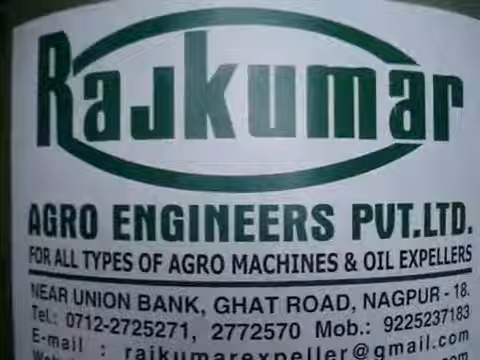 Rajkumar
AGRO ENGINEERS PVT.LTD.
FOR ALL TYPES OF AGRO MACHINES & OIL EXPELLERS
NEAR UNION BANK, GHAT ROAD, NAGPUR - 18.
Tel.: 0712-2725271, 2772570 Mob.: 9225237183
E-mail : rajkumarexpeller@gmail.com